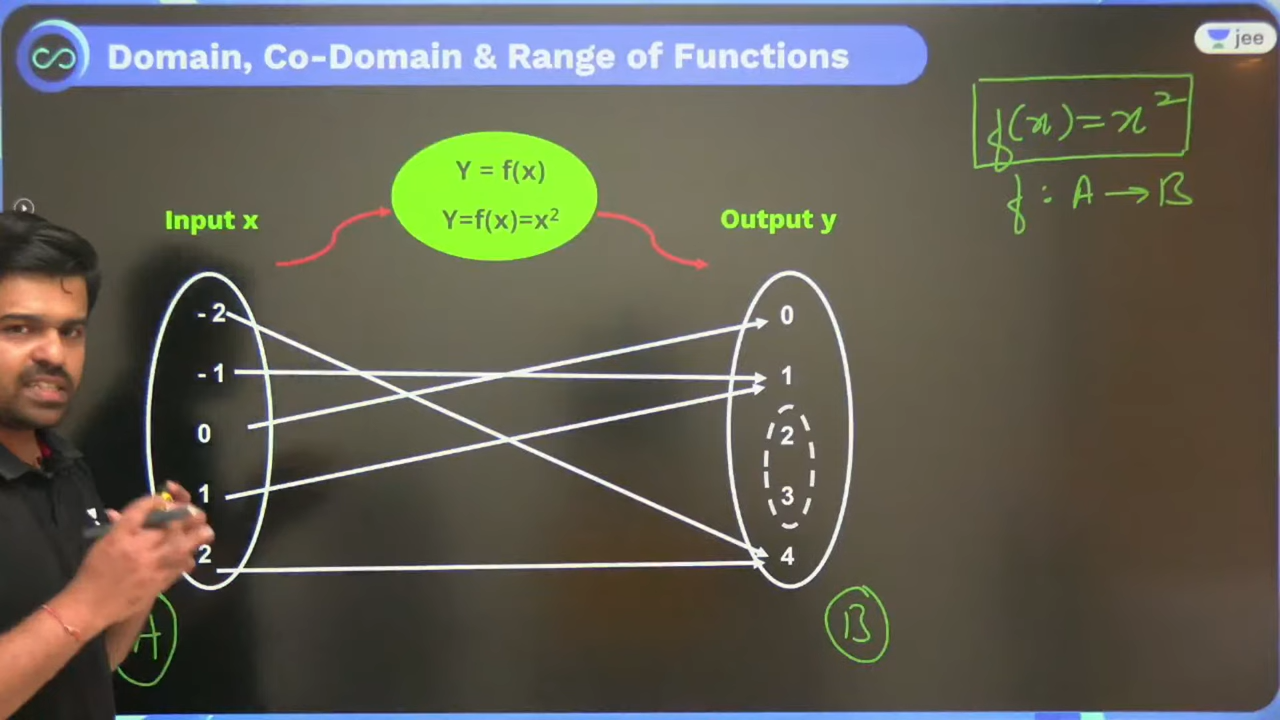 Domain, Co-Domain & Range of Functions
jee
f(x)=x²
f : A → B
Y = f(x)
Y=f(x)=x²
Input x
Output y
- 2
- 1
0
1
2
0
1
2
3
4
A
B